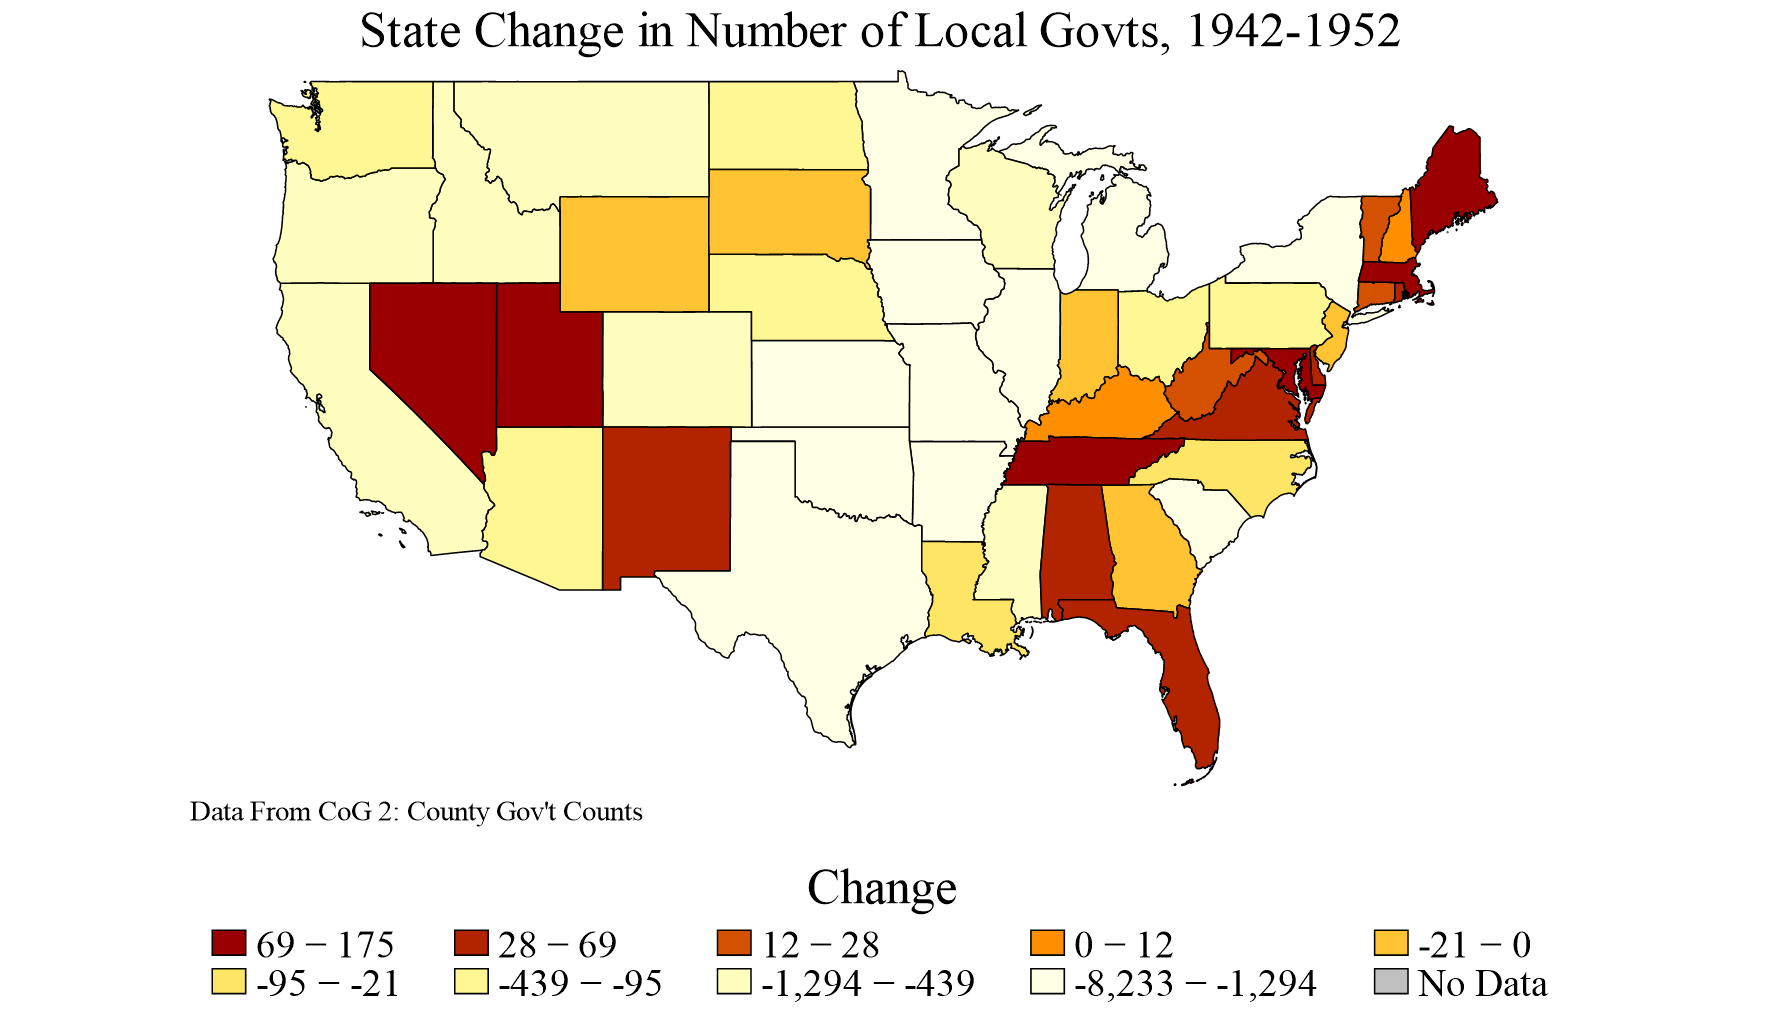 State Change in Number of Local Govts, 1942-1952
Data From CoG 2: County Gov't Counts
Change
69 − 175
28 − 69
12 − 28
0 − 12
-21 − 0
-95 − -21
-439 − -95
-1,294 − -439
-8,233 − -1,294
No Data